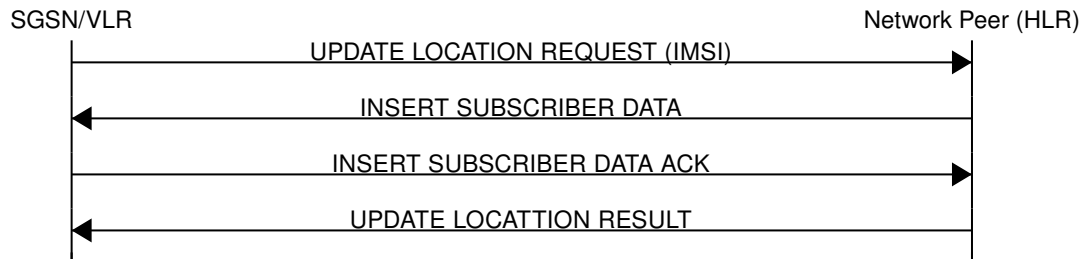 SGSN/VLR
Network Peer (HLR)
UPDATE LOCATION REQUEST (IMSI)
INSERT SUBSCRIBER DATA
INSERT SUBSCRIBER DATA ACK
UPDATE LOCATTION RESULT